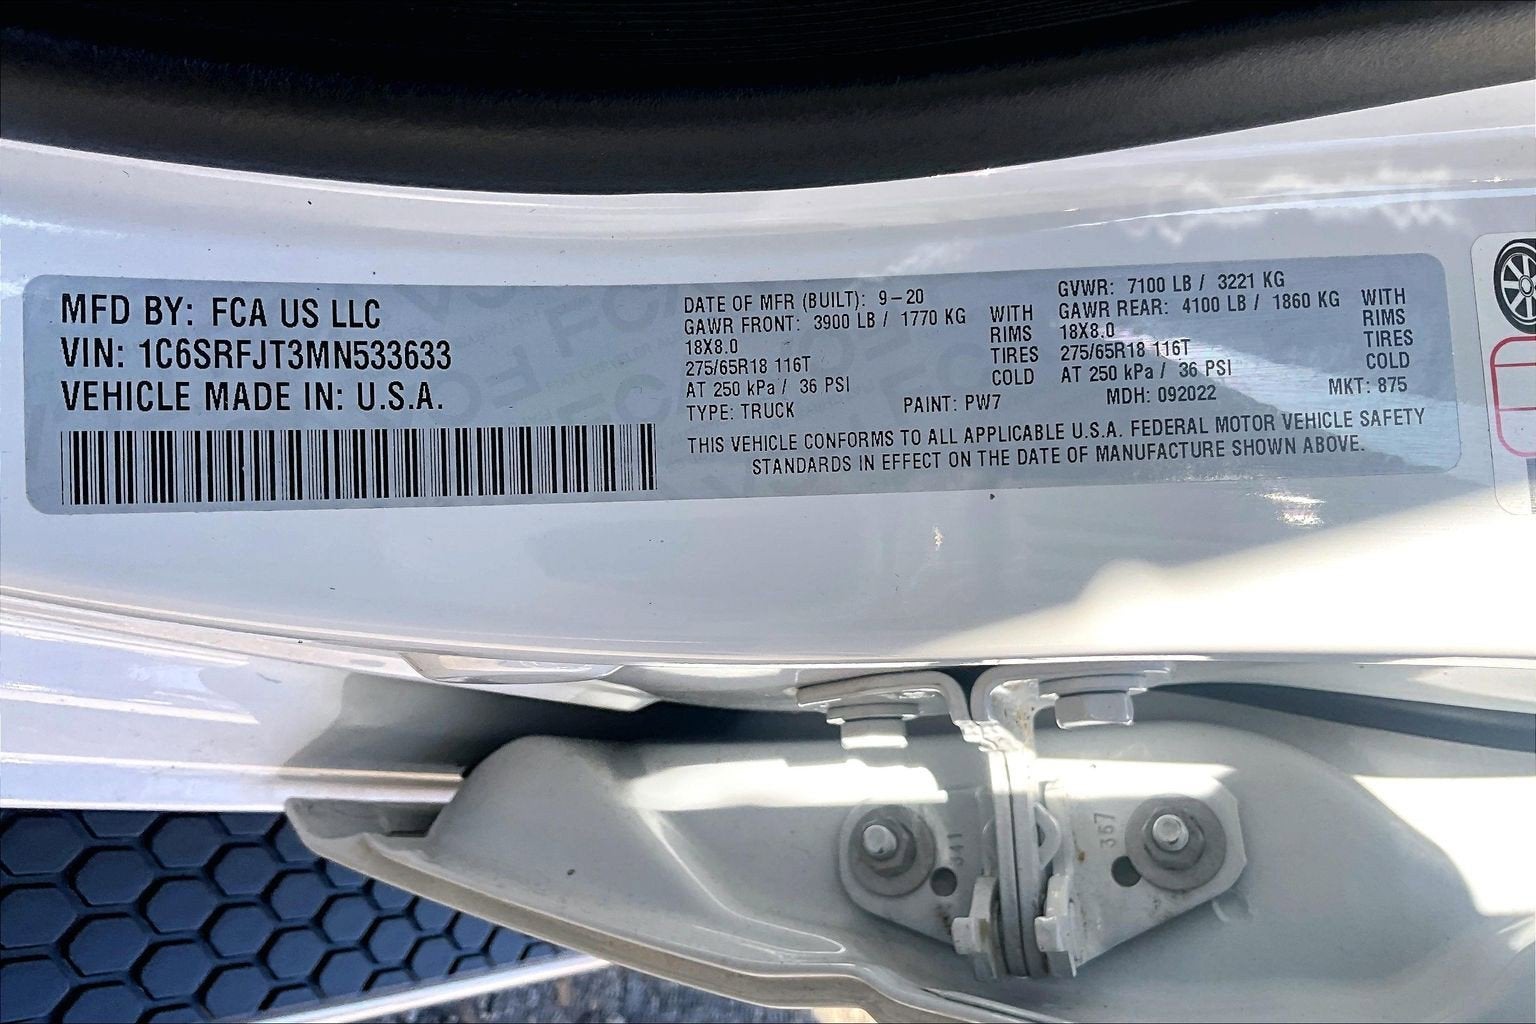 MFD BY: FCA US LLC
VIN: 1C6SRFJT3MN533633
VEHICLE MADE IN: U.S.A.
DATE OF MFR (BUILT): 9-20
GAWR FRONT: 3900 LB / 1770 KG WITH
18X8.0 RIMS
275/65R18 116T TIRES
AT 250 kPa / 36 PSI COLD
TYPE: TRUCK PAINT: PW7
GVWR: 7100 LB / 3221 KG
GAWR REAR: 4100 LB / 1860 KG WITH
18X8.0 RIMS
275/65R18 116T TIRES
AT 250 kPa / 36 PSI COLD
MDH: 092022 MKT: 875
THIS VEHICLE CONFORMS TO ALL APPLICABLE U.S.A. FEDERAL MOTOR VEHICLE SAFETY
STANDARDS IN EFFECT ON THE DATE OF MANUFACTURE SHOWN ABOVE.
341
367